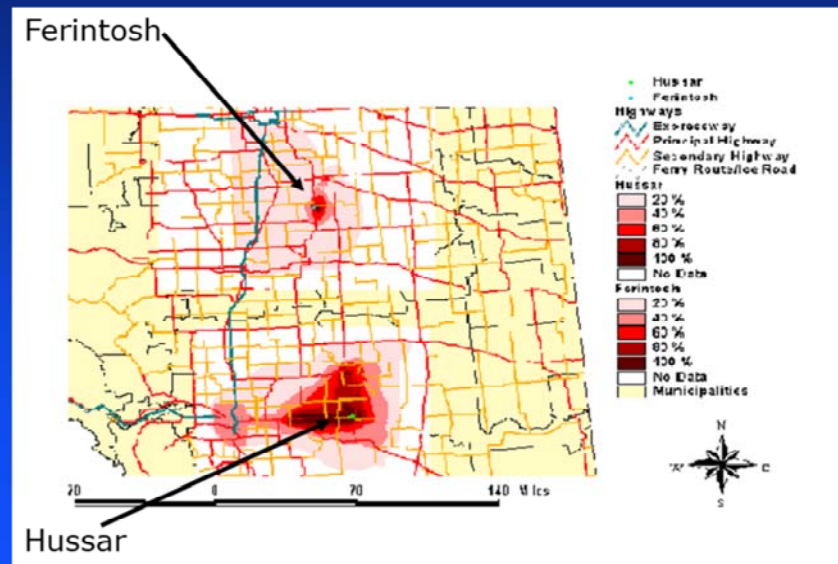 Ferintosh
Hussar
Ferintosh
Highways
Expressway
Principal Highway
Secondary Highway
Ferry Route/Ice Road
Hussar
20 %
40 %
60 %
80 %
100 %
No Data
Ferintosh
20 %
40 %
60 %
80 %
100 %
No Data
Municipalities
N
W
E
S
0
70
140 Miles
Hussar